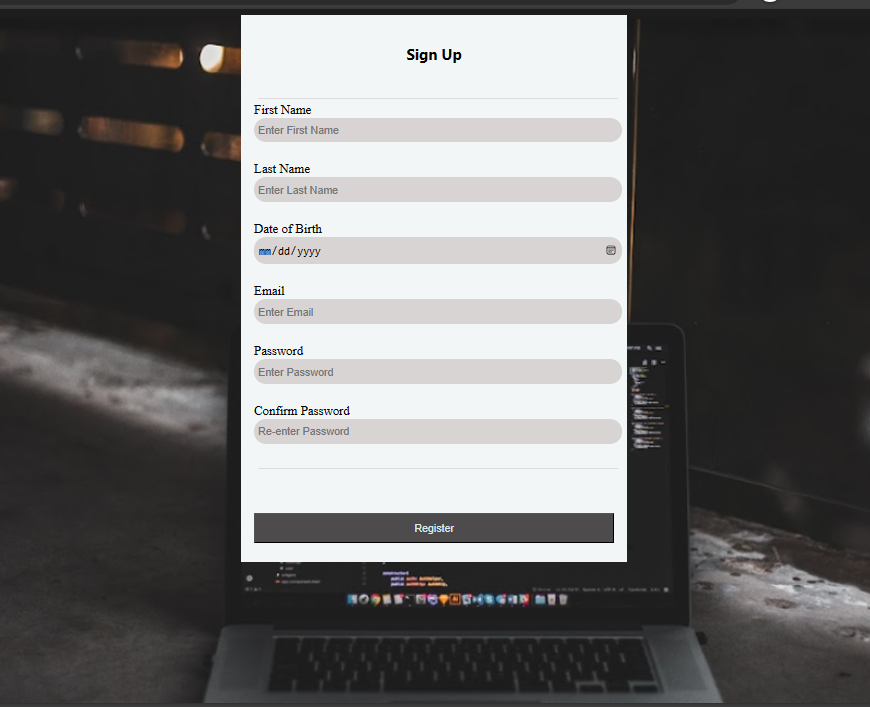 Sign Up
First Name
Enter First Name
Last Name
Enter Last Name
Date of Birth
mm/dd/yyyy
Email
Enter Email
Password
Enter Password
Confirm Password
Re-enter Password
Register